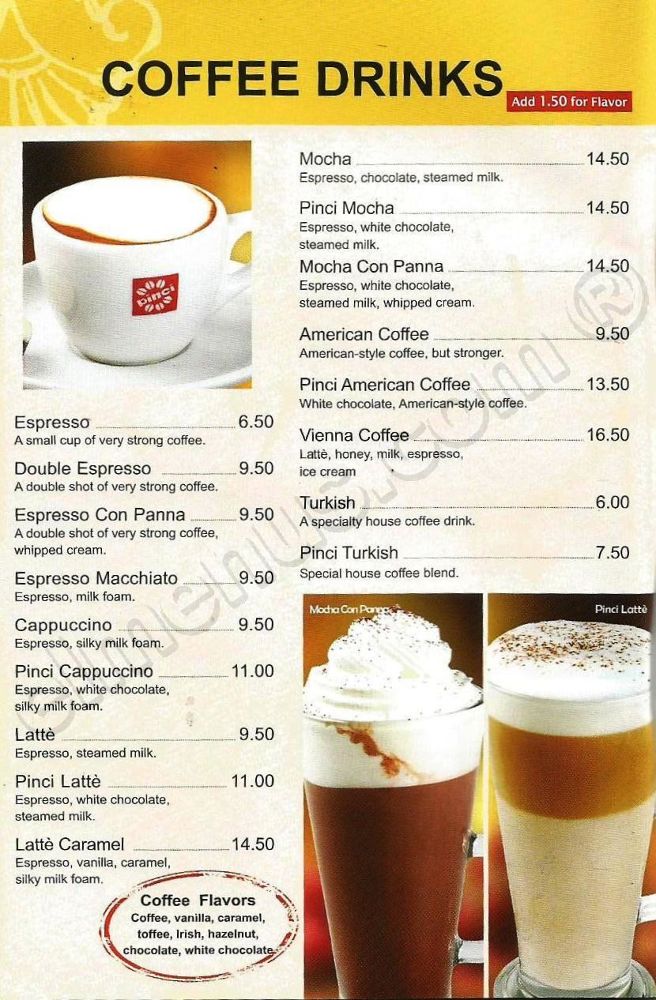 COFFEE DRINKS
Add 1.50 for Flavor
pinci
Espresso 6.50
A small cup of very strong coffee.
Double Espresso 9.50
A double shot of very strong coffee.
Espresso Con Panna 9.50
A double shot of very strong coffee,
whipped cream.
Espresso Macchiato 9.50
Espresso, milk foam.
Cappuccino 9.50
Espresso, silky milk foam.
Pinci Cappuccino 11.00
Espresso, white chocolate,
silky milk foam.
Lattè 9.50
Espresso, steamed milk.
Pinci Lattè 11.00
Espresso, white chocolate,
steamed milk.
Lattè Caramel 14.50
Espresso, vanilla, caramel,
silky milk foam.
Coffee Flavors
Coffee, vanilla, caramel,
toffee, Irish, hazelnut,
chocolate, white chocolate
Mocha 14.50
Espresso, chocolate, steamed milk.
Pinci Mocha 14.50
Espresso, white chocolate,
steamed milk.
Mocha Con Panna 14.50
Espresso, white chocolate,
steamed milk, whipped cream.
American Coffee 9.50
American-style coffee, but stronger.
Pinci American Coffee 13.50
White chocolate, American-style coffee.
Vienna Coffee 16.50
Lattè, honey, milk, espresso,
ice cream
Turkish 6.00
A specialty house coffee drink.
Pinci Turkish 7.50
Special house coffee blend.
Mocha Con Panna
Pinci Lattè
elmenus.com ®